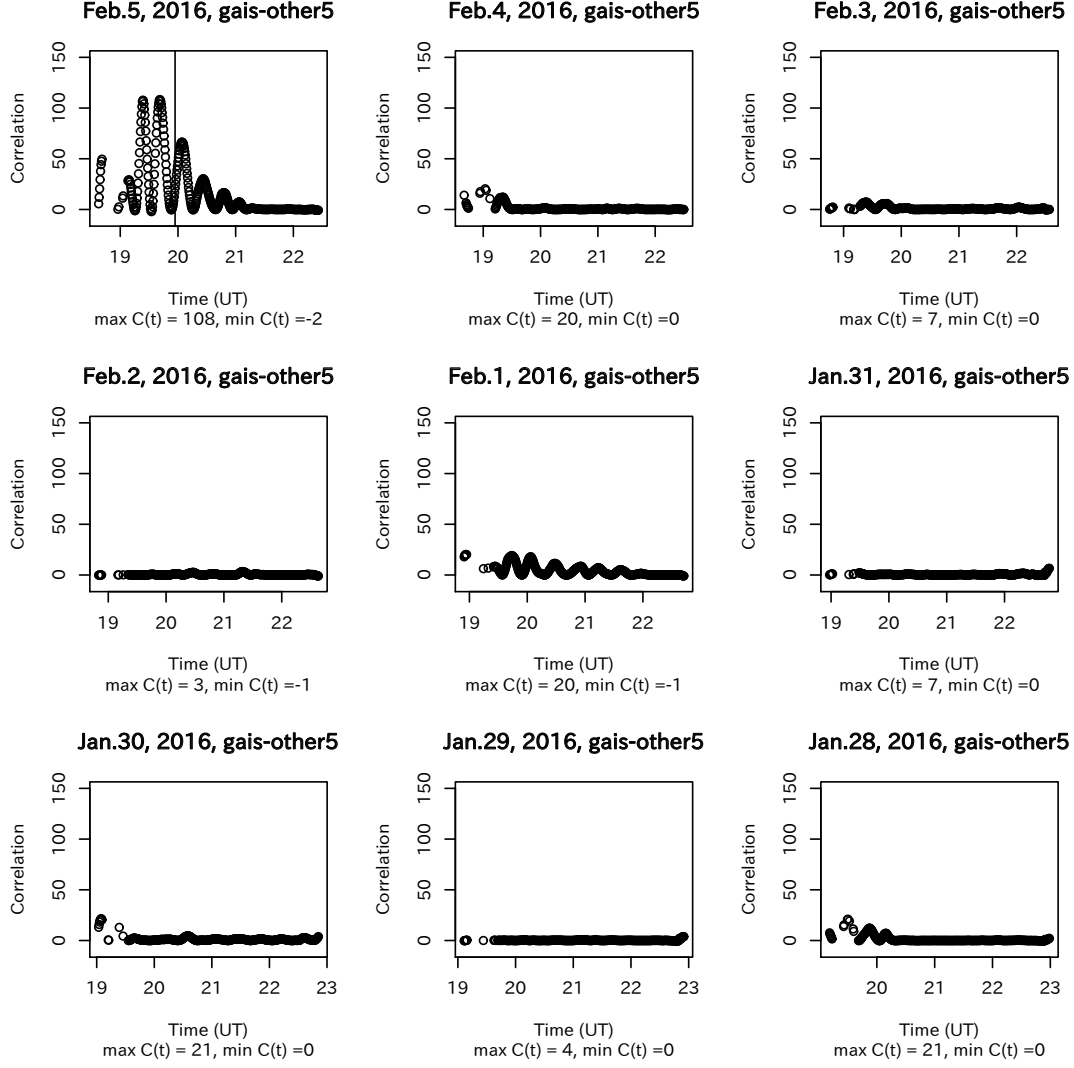 Feb.5, 2016, gais-other5
Correlation
0 50 100 150
19 20 21 22
Time (UT)
max C(t) = 108, min C(t) =-2
Feb.4, 2016, gais-other5
Correlation
0 50 100 150
19 20 21 22
Time (UT)
max C(t) = 20, min C(t) =0
Feb.3, 2016, gais-other5
Correlation
0 50 100 150
19 20 21 22
Time (UT)
max C(t) = 7, min C(t) =0
Feb.2, 2016, gais-other5
Correlation
0 50 100 150
19 20 21 22
Time (UT)
max C(t) = 3, min C(t) =-1
Feb.1, 2016, gais-other5
Correlation
0 50 100 150
19 20 21 22
Time (UT)
max C(t) = 20, min C(t) =-1
Jan.31, 2016, gais-other5
Correlation
0 50 100 150
19 20 21 22
Time (UT)
max C(t) = 7, min C(t) =0
Jan.30, 2016, gais-other5
Correlation
0 50 100 150
19 20 21 22 23
Time (UT)
max C(t) = 21, min C(t) =0
Jan.29, 2016, gais-other5
Correlation
0 50 100 150
19 20 21 22 23
Time (UT)
max C(t) = 4, min C(t) =0
Jan.28, 2016, gais-other5
Correlation
0 50 100 150
20 21 22 23
Time (UT)
max C(t) = 21, min C(t) =0